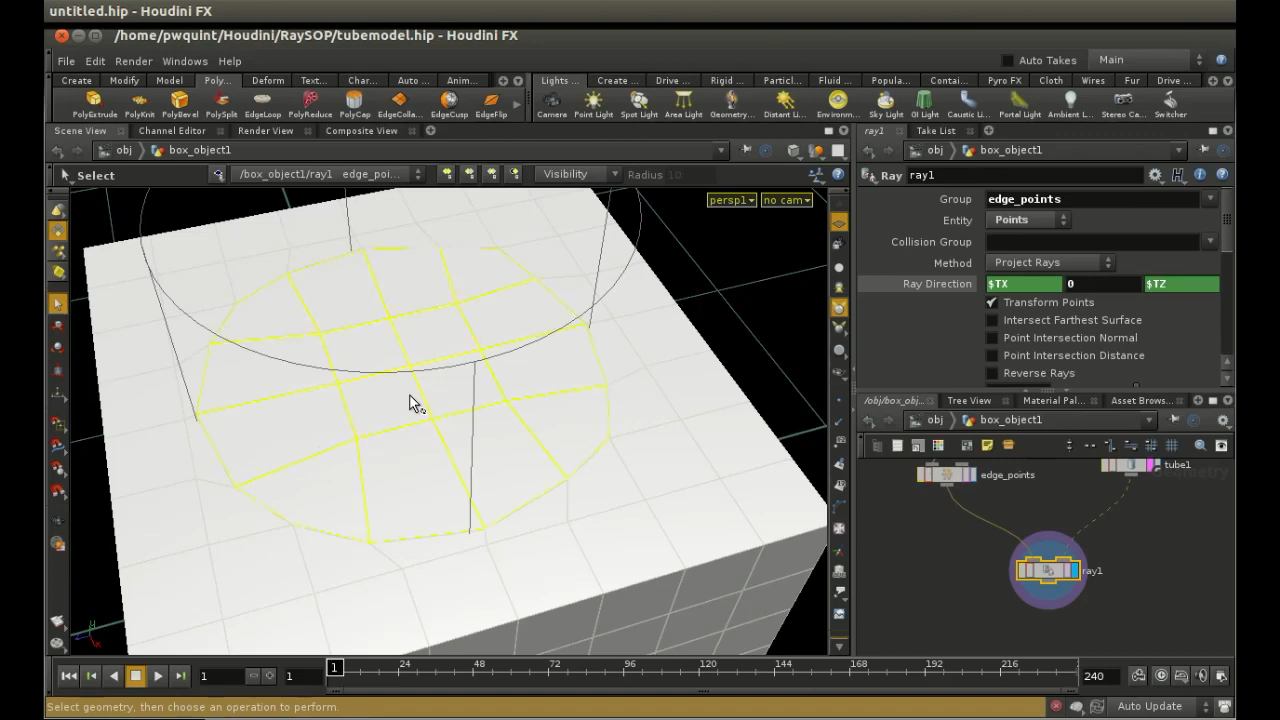 untitled.hip - Houdini FX
/home/pwquint/Houdini/RaySOP/tubemodel.hip - Houdini FX
File Edit Render Windows Help
Auto Takes Main
Create Modify Model Poly... Deform Text... Char... Auto ... Anim...
Lights ... Create ... Drive ... Rigid ... Particl... Fluid ... Popula... Contai... Pyro FX Cloth Wires Fur Drive ...
PolyExtrude PolyKnit PolyBevel PolySplit EdgeLoop PolyReduce PolyCap EdgeColla... EdgeCusp EdgeFlip
Camera Point Light Spot Light Area Light Geometry... Distant Li... Environm... Sky Light GI Light Caustic Li... Portal Light Ambient L... Stereo Ca... Switcher
Scene View Channel Editor Render View Composite View
ray1 Take List
obj box_object1
obj box_object1
Select /box_object1/ray1 edge_poi... Visibility Radius 10
Ray ray1
persp1 no cam
Group edge_points
Entity Points
Collision Group
Method Project Rays
Ray Direction $TX 0 $TZ
Transform Points
Intersect Farthest Surface
Point Intersection Normal
Point Intersection Distance
Reverse Rays
/obj/box_obj... Tree View Material Pal... Asset Brows...
obj box_object1
edge_points tube1
Geometry
ray1
1 1 1 24 48 72 96 120 144 168 192 216 240
Select geometry, then choose an operation to perform.
Auto Update